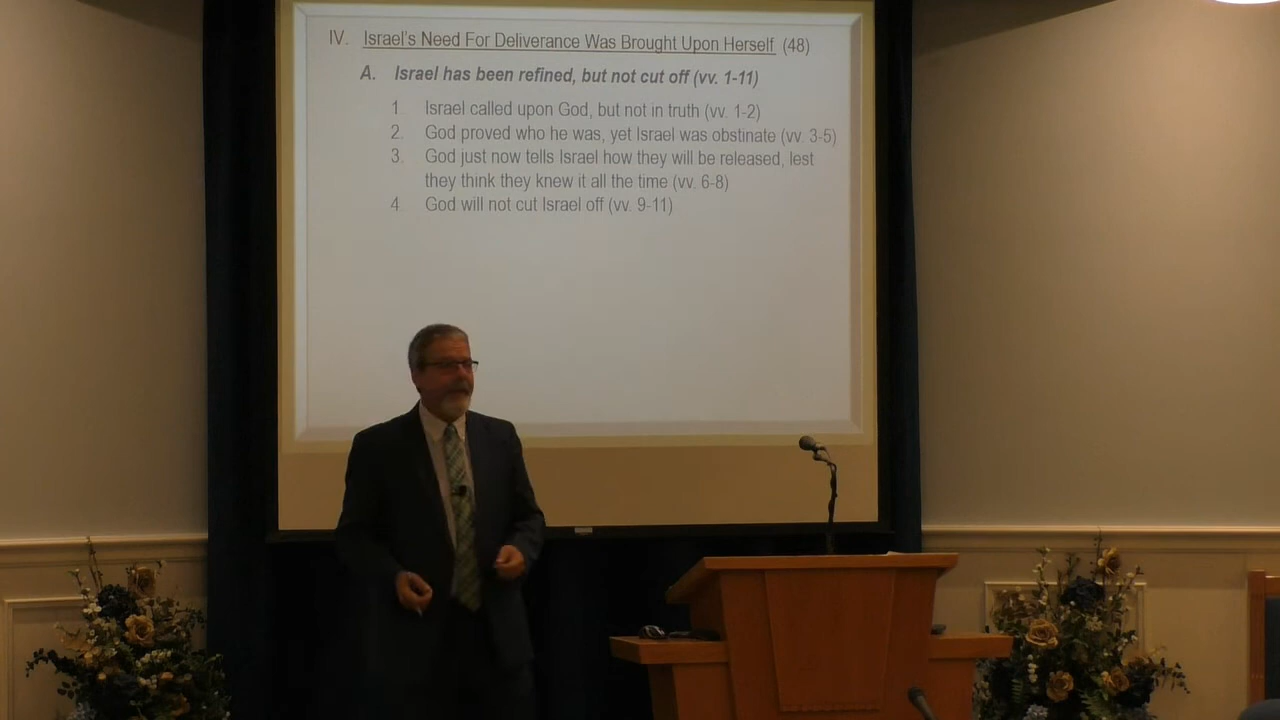 IV. Israel's Need For Deliverance Was Brought Upon Herself (48)
A. Israel has been refined, but not cut off (vv. 1-11)
1. Israel called upon God, but not in truth (vv. 1-2)
2. God proved who he was, yet Israel was obstinate (vv. 3-5)
3. God just now tells Israel how they will be released, lest
they think they knew it all the time (vv. 6-8)
4. God will not cut Israel off (vv. 9-11)